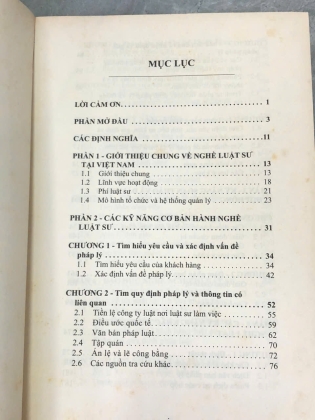 MỤC LỤC
LỜI CẢM ƠN. . . . . . . . . . . . . . . . . . . . 1
PHẦN MỞ ĐẦU . . . . . . . . . . . . . . . . . . . . 3
CÁC ĐỊNH NGHĨA . . . . . . . . . . . . . . . . . . . . 11
PHẦN 1 - GIỚI THIỆU CHUNG VỀ NGHỀ LUẬT SƯ
TẠI VIỆT NAM . . . . . . . . . . . . . . . . . . . . 13
1.1 Giới thiệu chung . . . . . . . . . . . . . . . . . . . . 13
1.2 Lĩnh vực hoạt động . . . . . . . . . . . . . . . . . . . . 18
1.3 Phí luật sư . . . . . . . . . . . . . . . . . . . . 21
1.4 Mô hình tổ chức và hệ thống quản lý . . . . . . . . . . 23
PHẦN 2 - CÁC KỸ NĂNG CƠ BẢN HÀNH NGHỀ
LUẬT SƯ . . . . . . . . . . . . . . . . . . . . 31
CHƯƠNG 1 - Tìm hiểu yêu cầu và xác định vấn đề
pháp lý . . . . . . . . . . . . . . . . . . . . 34
1.1 Tìm hiểu yêu cầu của khách hàng . . . . . . . . . . 34
1.2 Xác định vấn đề pháp lý. . . . . . . . . . . . . . . 42
CHƯƠNG 2 - Tìm quy định pháp lý và thông tin có
liên quan . . . . . . . . . . . . . . . . . . . . 52
2.1 Tiền lệ công ty luật nơi luật sư làm việc . . . . . . 55
2.2 Điều ước quốc tế. . . . . . . . . . . . . . . . . . . . 59
2.3 Văn bản pháp luật. . . . . . . . . . . . . . . . . . . . 62
2.4 Tập quán . . . . . . . . . . . . . . . . . . . . 70
2.5 Án lệ và lẽ công bằng . . . . . . . . . . . . . . . . . . . . 72
2.6 Các nguồn tra cứu khác. . . . . . . . . . . . . . . . . . . . 76